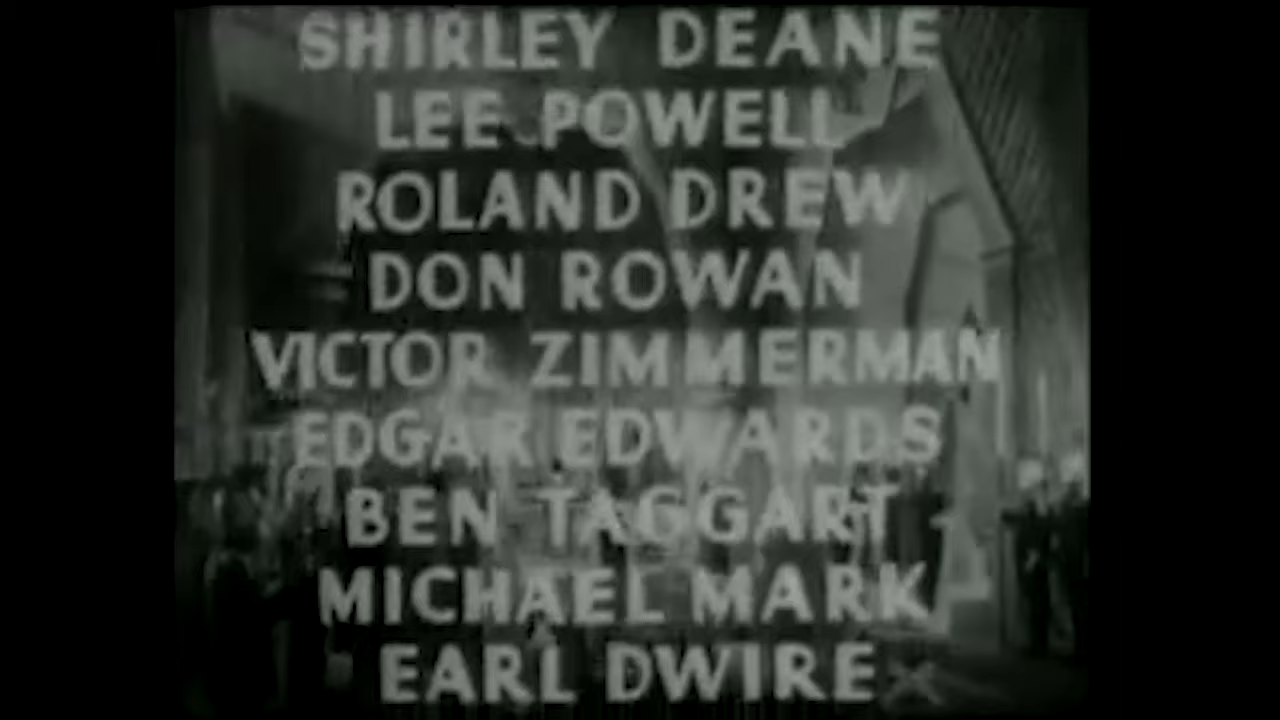 SHIRLEY DEANE
LEE POWELL
ROLAND DREW
DON ROWAN
VICTOR ZIMMERMAN
EDGAR EDWARDS
BEN TAGGART
MICHAEL MARK
EARL DWIRE